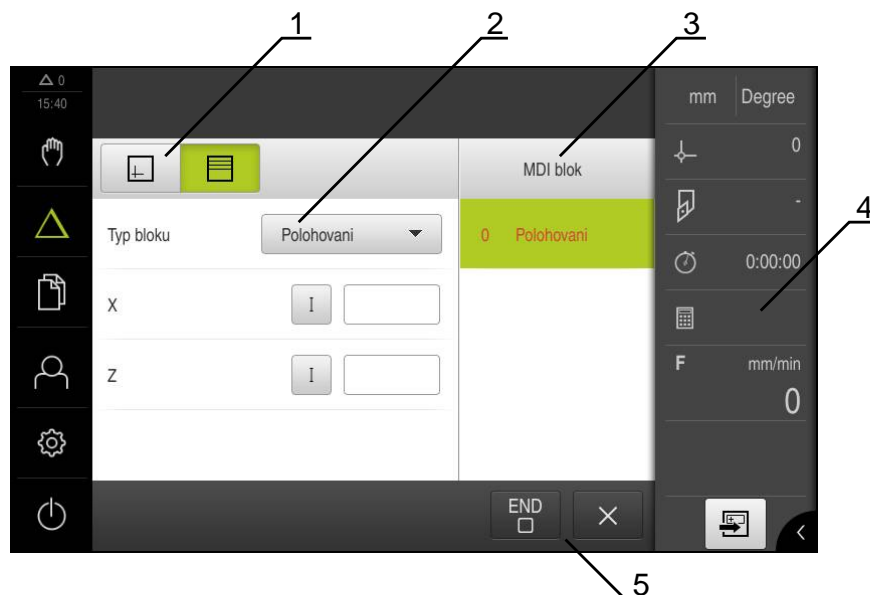 1 2 3
0
15:40
mm Degree
0
MDI blok
-
4
Typ bloku Polohovani
0 Polohovani
0:00:00
X I
F mm/min
Z I
0
END
5